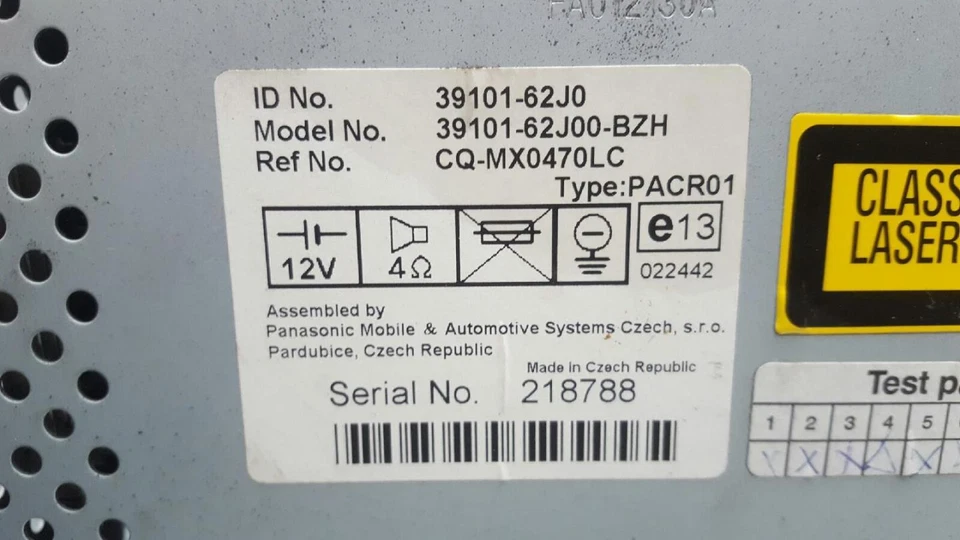 ID No. 39101-62J0
Model No. 39101-62J00-BZH
Ref No. CQ-MX0470LC
Type:PACR01
12V 4Ω e13
022442
Assembled by
Panasonic Mobile & Automotive Systems Czech, s.r.o.
Pardubice, Czech Republic
Made in Czech Republic
Serial No. 218788
CLASS
LASER
Test
1 2 3 4 5